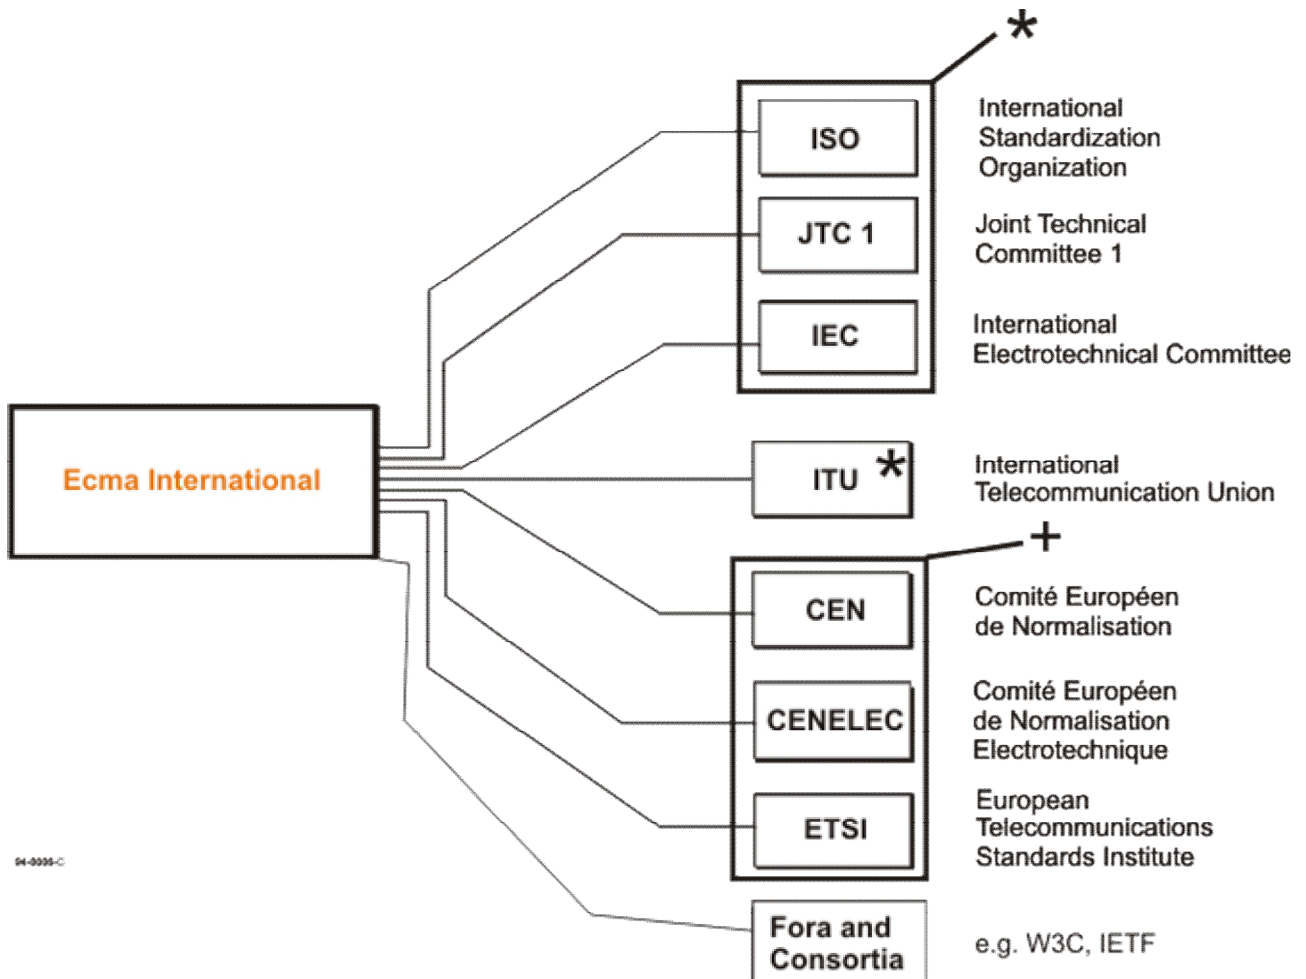 *
ISO
International
Standardization
Organization
JTC 1
Joint Technical
Committee 1
IEC
International
Electrotechnical Committee
Ecma International
ITU *
International
Telecommunication Union
+
CEN
Comité Européen
de Normalisation
CENELEC
Comité Européen
de Normalisation
Electrotechnique
ETSI
European
Telecommunications
Standards Institute
Fora and
Consortia
e.g. W3C, IETF